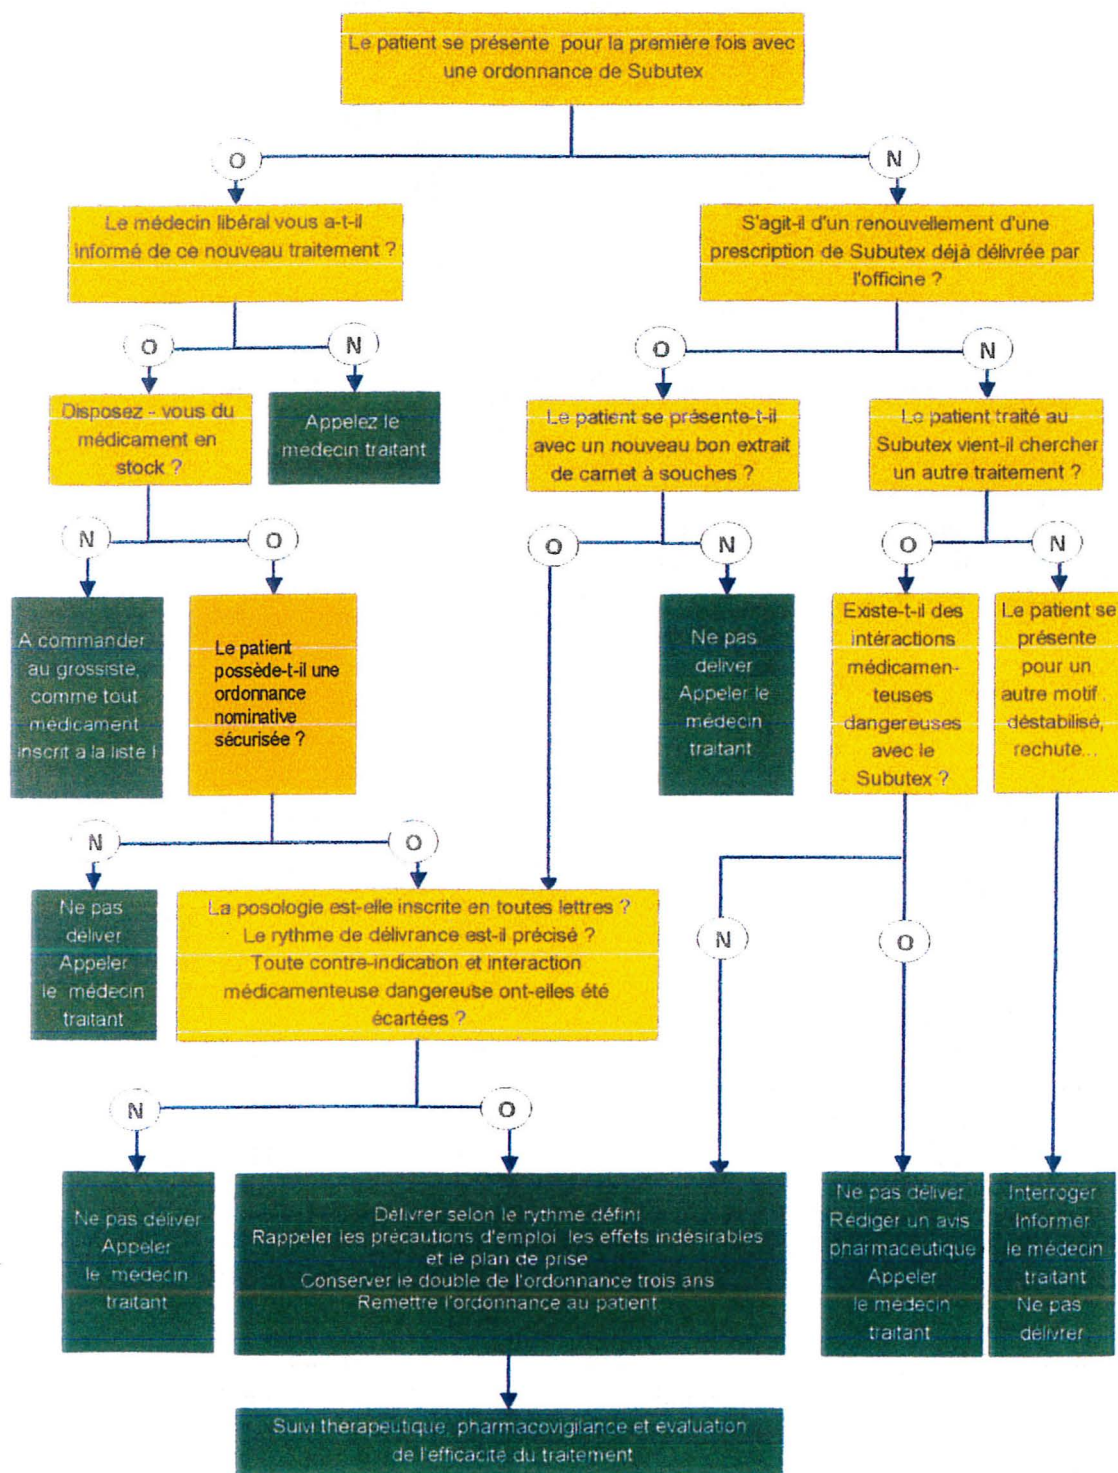 Le patient se présente pour la première fois avec
une ordonnance de Subutex
O
N
Le médecin libéral vous a-t-il
informé de ce nouveau traitement ?
S'agit-il d'un renouvellement d'une
prescription de Subutex déjà délivrée par
l'officine ?
O
N
O
N
Disposez - vous du
médicament en
stock ?
Appelez le
medecin traitant
Le patient se présente-t-il
avec un nouveau bon extrait
de carnet à souches ?
Le patient traité au
Subutex vient-il chercher
un autre traitement ?
N
O
O
N
O
N
A commander
au grossiste,
comme tout
médicament
inscrit a la liste I
Le patient
possède-t-il une
ordonnance
nominative
sécurisée ?
Ne pas
déliver
Appeler le
médecin
traitant
Existe-t-il des
intéractions
médicamen-
teuses
dangereuses
avec le
Subutex ?
Le patient se
présente
pour un
autre motif :
déstabilisé,
rechute...
N
O
Ne pas
déliver
Appeler
le médecin
traitant
La posologie est-elle inscrite en toutes lettres ?
Le rythme de délivrance est-il précisé ?
Toute contre-indication et interaction
médicamenteuse dangereuse ont-elles été
écartées ?
N
O
N
O
Ne pas déliver
Appeler
le médecin
traitant
Délivrer selon le rythme défini
Rappeler les précautions d'emploi les effets indésirables
et le plan de prise
Conserver le double de l'ordonnance trois ans
Remettre l'ordonnance au patient
Ne pas déliver
Rédiger un avis
pharmaceutique
Appeler
le médecin
traitant
Interroger
Informer
le médecin
traitant
Ne pas
délivrer
Suivi thérapeutique, pharmacovigilance et évaluation
de l'efficacité du traitement